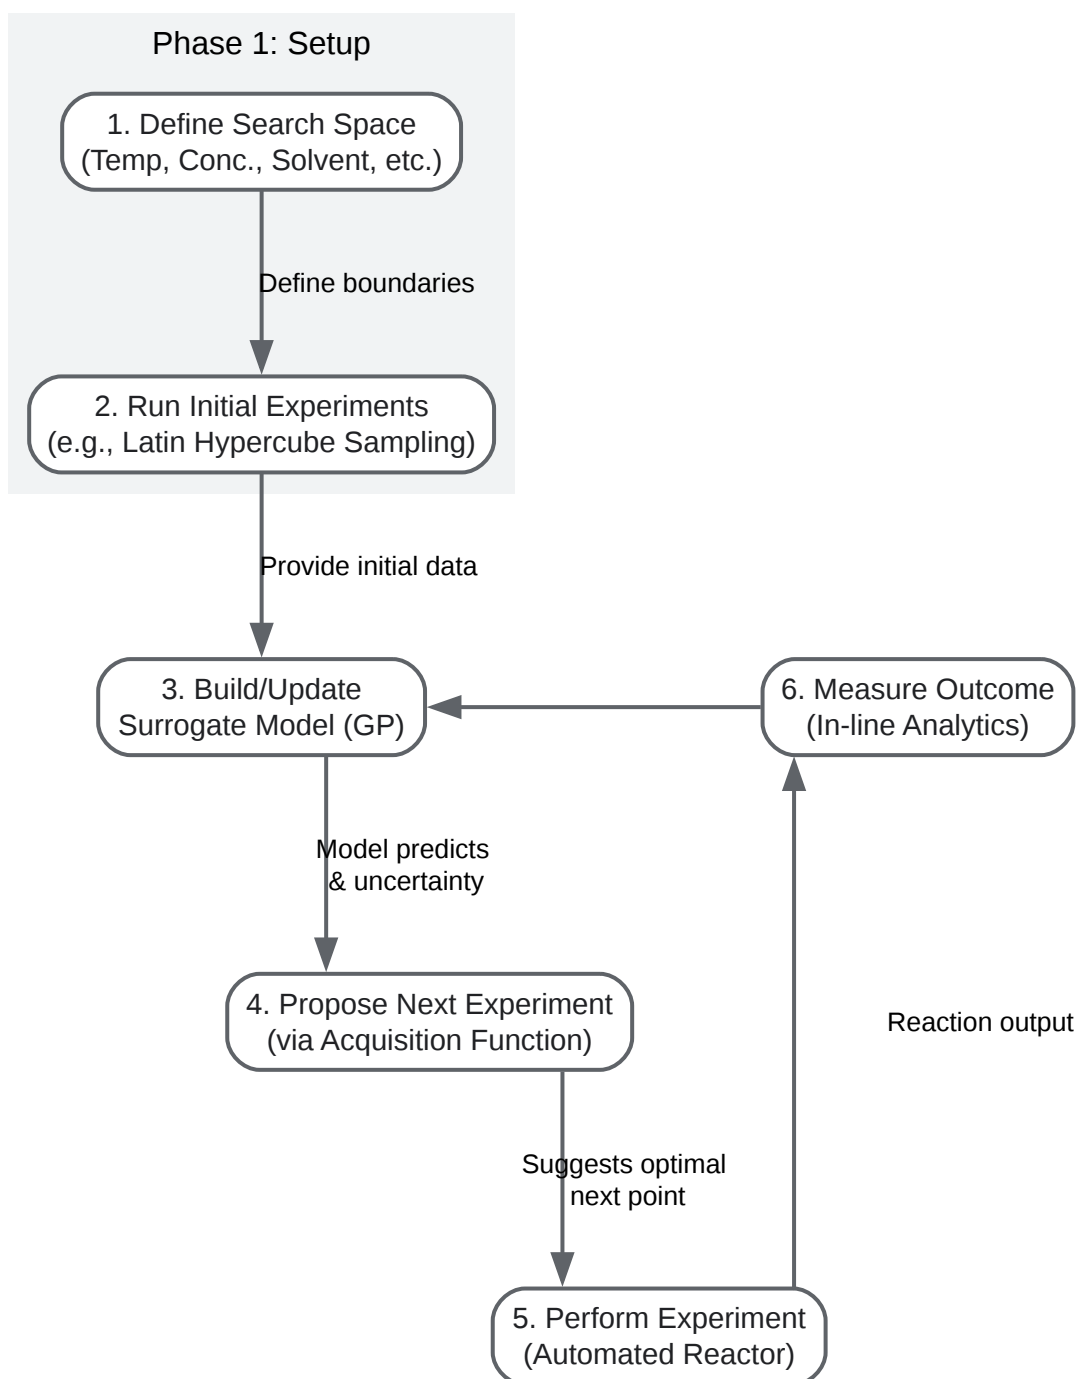 Phase 1: Setup
1. Define Search Space
(Temp, Conc., Solvent, etc.)
Define boundaries
2. Run Initial Experiments
(e.g., Latin Hypercube Sampling)
Provide initial data
3. Build/Update
Surrogate Model (GP)
6. Measure Outcome
(In-line Analytics)
Model predicts
& uncertainty
4. Propose Next Experiment
(via Acquisition Function)
Reaction output
Suggests optimal
next point
5. Perform Experiment
(Automated Reactor)